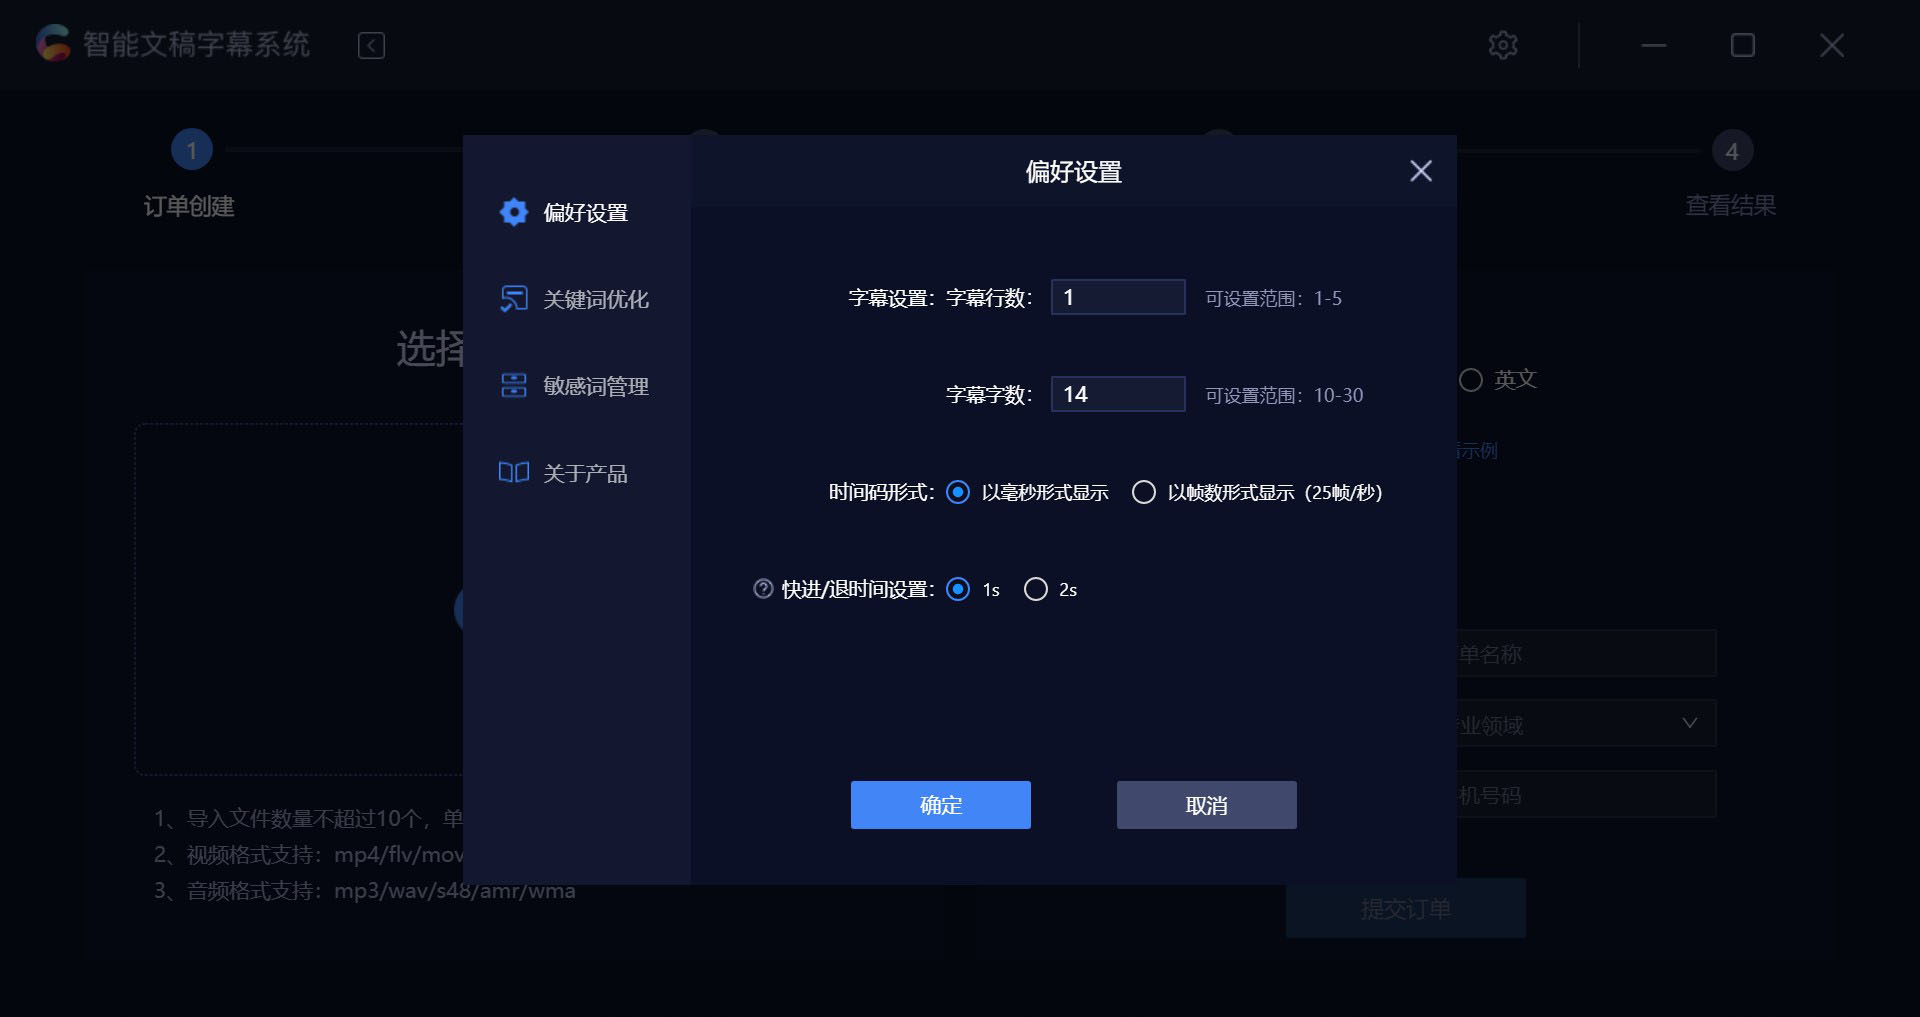 智能文稿字幕系统
1
4
订单创建
查看结果
偏好设置
关键词优化
敏感词管理
关于产品
偏好设置
字幕设置：字幕行数： 1 可设置范围：1-5
字幕字数： 14 可设置范围：10-30
时间码形式： 以毫秒形式显示 以帧数形式显示（25帧/秒）
快进/退时间设置： 1s 2s
确定 取消
选择
英文
示例
单名称
业领域
机号码
1、导入文件数量不超过10个，单
2、视频格式支持：mp4/flv/mov
3、音频格式支持：mp3/wav/s48/amr/wma
提交订单